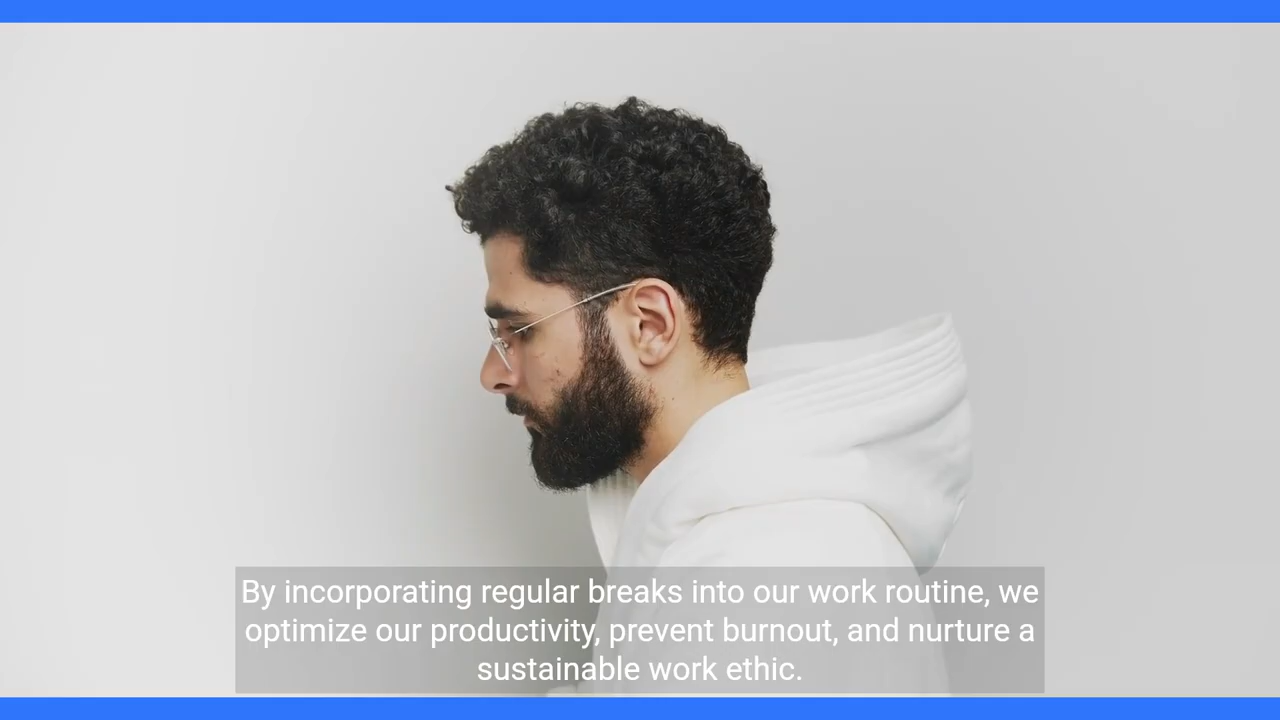 By incorporating regular breaks into our work routine, we
optimize our productivity, prevent burnout, and nurture a
sustainable work ethic.